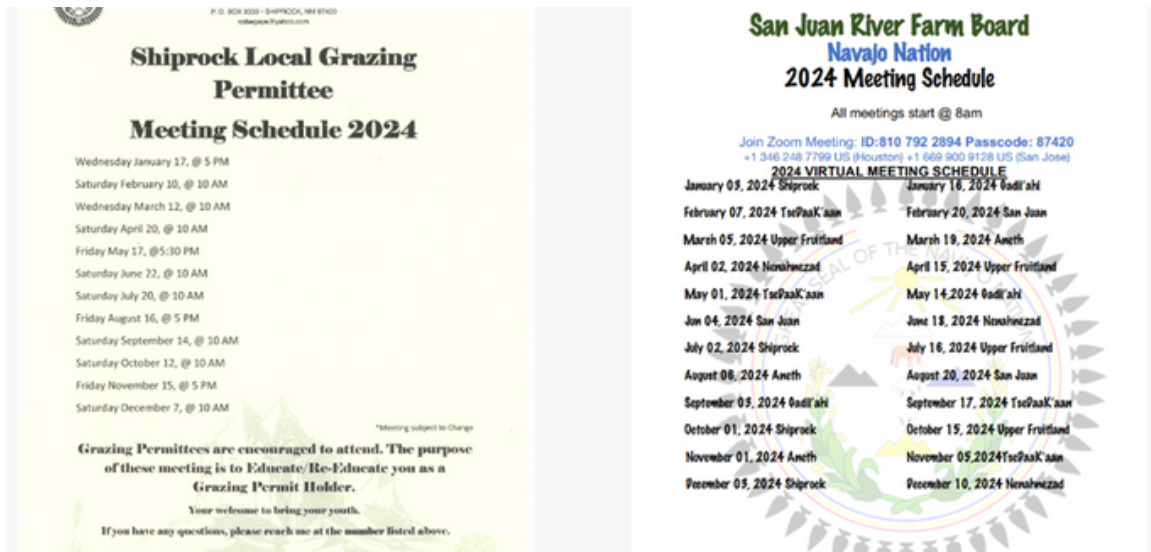 P. O. BOX 3030 - SHIPROCK, NM 87420
Shiprock Local Grazing
Permittee
Meeting Schedule 2024
Wednesday January 17, @ 5 PM
Saturday February 10, @ 10 AM
Wednesday March 12, @ 10 AM
Saturday April 20, @ 10 AM
Friday May 17, @5:30 PM
Saturday June 22, @ 10 AM
Saturday July 20, @ 10 AM
Friday August 16, @ 5 PM
Saturday September 14, @ 10 AM
Saturday October 12, @ 10 AM
Friday November 15, @ 5 PM
Saturday December 7, @ 10 AM
*Meeting subject to Change
Grazing Permittees are encouraged to attend. The purpose
of these meeting is to Educate/Re-Educate you as a
Grazing Permit Holder.
Your welcome to bring your youth.
If you have any questions, please reach me at the number listed above.
San Juan River Farm Board
Navajo Nation
2024 Meeting Schedule
All meetings start @ 8am
Join Zoom Meeting: ID:810 792 2894 Passcode: 87420
+1 346 248 7799 US (Houston) +1 669 900 9128 US (San Jose)
2024 VIRTUAL MEETING SCHEDULE
January 03, 2024 Shiprock January 16, 2024 Gadii'ahi
February 07, 2024 TseDaaK'aan February 20, 2024 San Juan
March 05, 2024 Upper Fruitland March 19, 2024 Aneth
April 02, 2024 Nenahnezad April 15, 2024 Upper Fruitland
May 01, 2024 TseDaaK'aan May 14,2024 Gadii'ahi
Jun 04, 2024 San Juan June 18, 2024 Nenahnezad
July 02, 2024 Shiprock July 16, 2024 Upper Fruitland
August 06, 2024 Aneth August 20, 2024 San Juan
September 03, 2024 Gadii'ahi September 17, 2024 TseDaaK'aan
October 01, 2024 Shiprock October 15, 2024 Upper Fruitland
November 01, 2024 Aneth November 05,2024TseDaaK'aan
December 03, 2024 Shiprock December 10, 2024 Nenahnezad
GREAT SEAL OF THE NAVAJO NATION